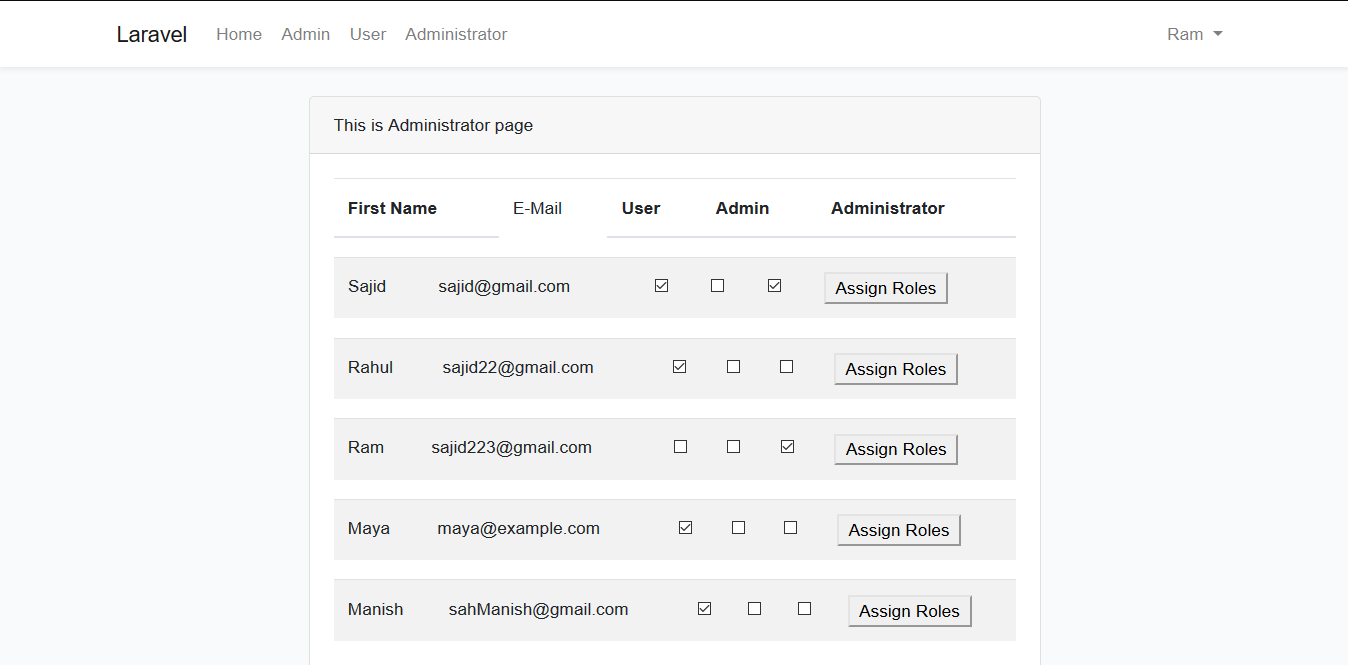 Laravel Home Admin User Administrator Ram
This is Administrator page
First Name E-Mail User Admin Administrator
Sajid sajid@gmail.com Assign Roles
Rahul sajid22@gmail.com Assign Roles
Ram sajid223@gmail.com Assign Roles
Maya maya@example.com Assign Roles
Manish sahManish@gmail.com Assign Roles